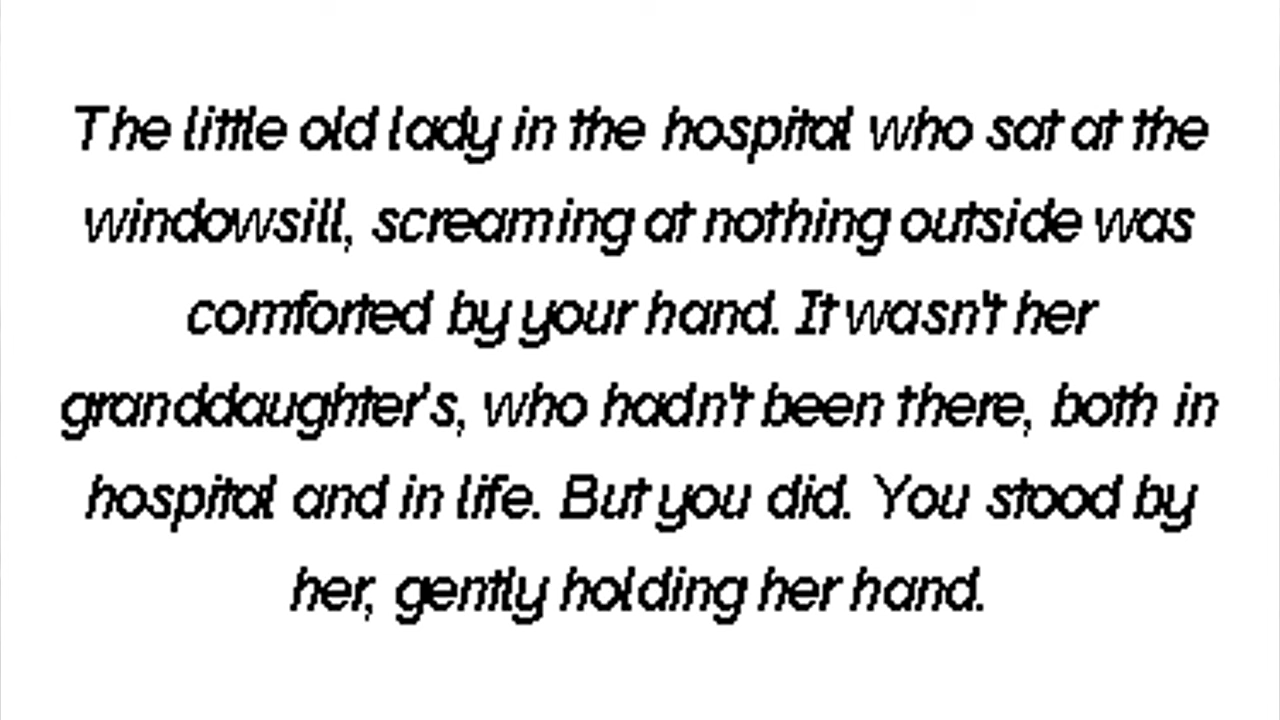 The little old lady in the hospital who sat at the
windowsill, screaming at nothing outside was
comforted by your hand. It wasn't her
granddaughter's, who hadn't been there, both in
hospital and in life. But you did. You stood by
her, gently holding her hand.